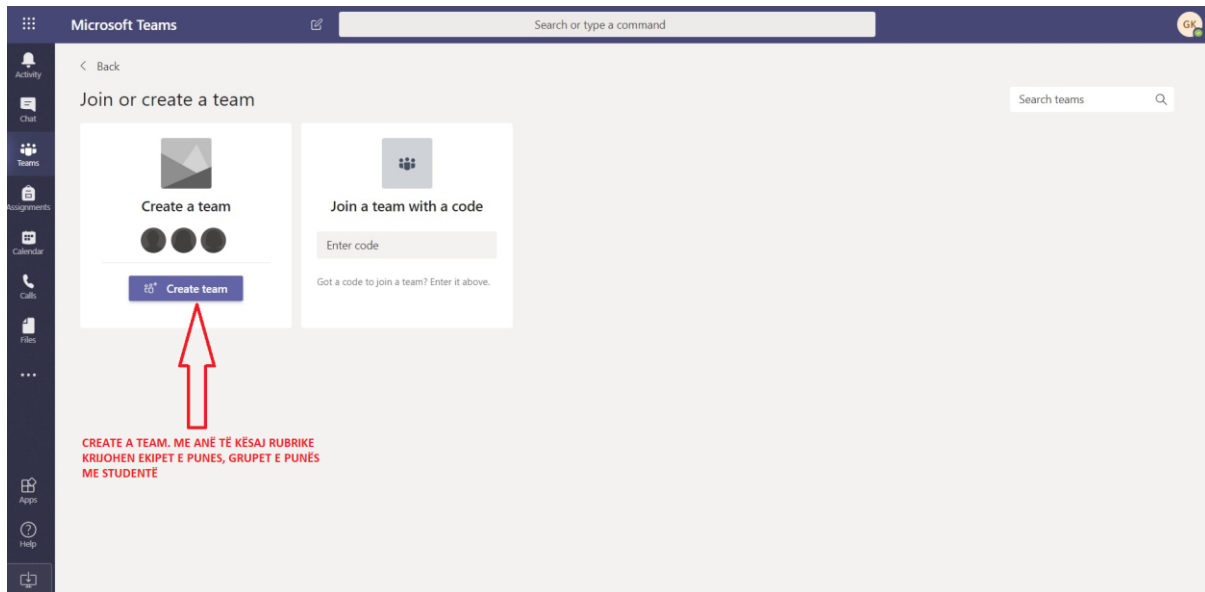 Microsoft Teams
Search or type a command
GK
Activity
Chat
Teams
Assignments
Calendar
Calls
Files
Apps
Help
Back
Join or create a team
Search teams
Create a team
Create team
Join a team with a code
Enter code
Got a code to join a team? Enter it above.
CREATE A TEAM. ME ANË TË KËSAJ RUBRIKE
KRIJOHEN EKIPET E PUNES, GRUPET E PUNËS
ME STUDENTË